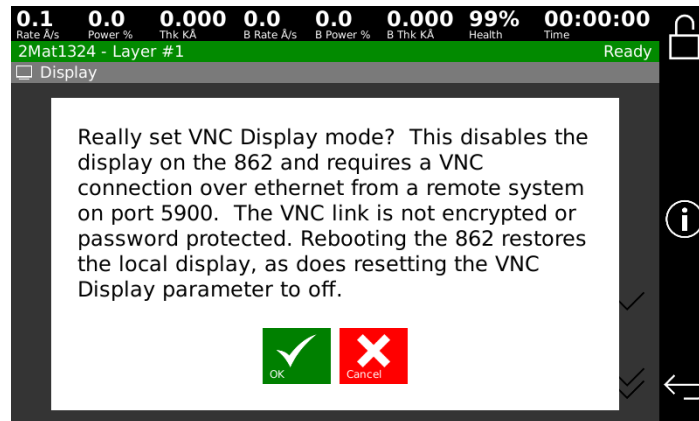 0.1 0.0 0.000 0.0 0.0 0.000 99% 00:00:00
Rate Å/s Power % Thk KÅ B Rate Å/s B Power % B Thk KÅ Health Time
2Mat1324 - Layer #1 Ready
Display
Really set VNC Display mode?  This disables the
display on the 862 and requires a VNC
connection over ethernet from a remote system
on port 5900.  The VNC link is not encrypted or
password protected. Rebooting the 862 restores
the local display, as does resetting the VNC
Display parameter to off.
OK Cancel